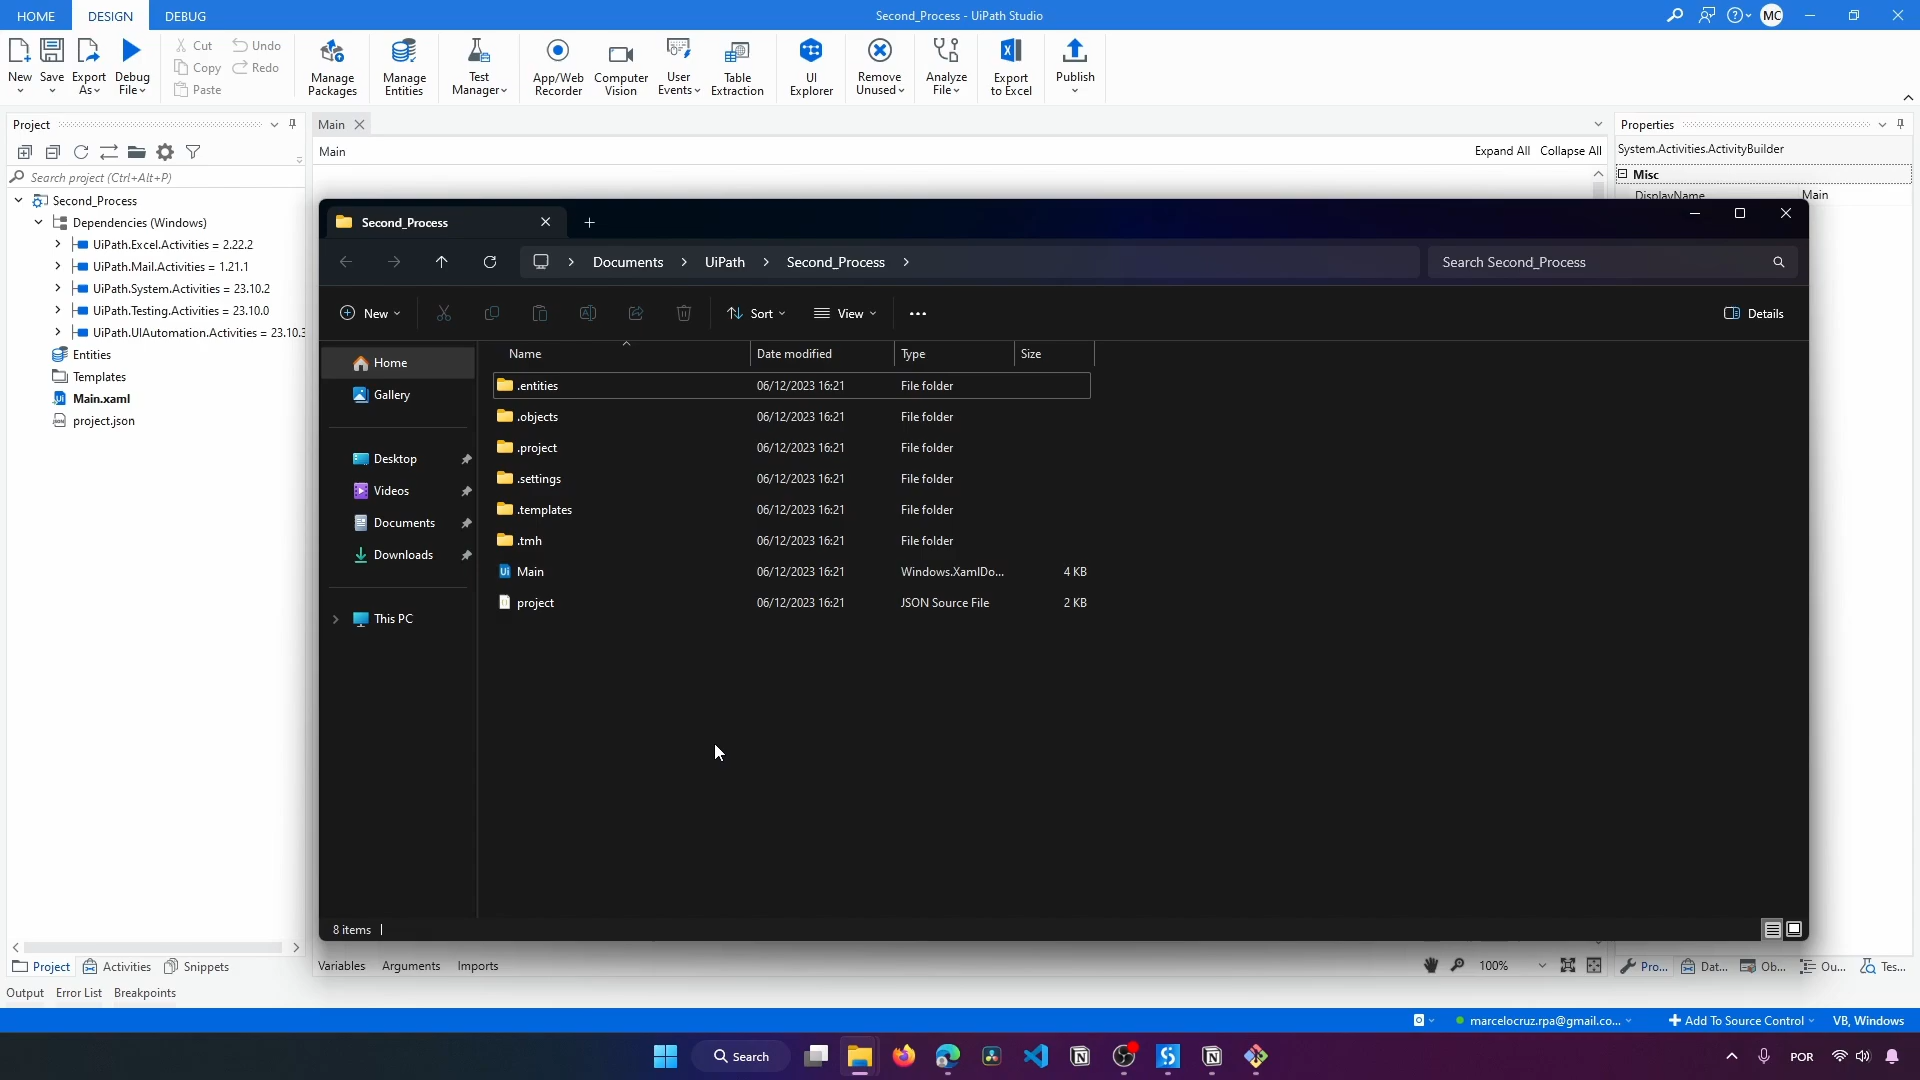 HOME DESIGN DEBUG Second_Process - UiPath Studio MC
New Save Export As Debug File
Cut Undo
Copy Redo
Paste
Manage Packages
Manage Entities
Test Manager
App/Web Recorder
Computer Vision
User Events
Table Extraction
UI Explorer
Remove Unused
Analyze File
Export to Excel
Publish
Project
Search project (Ctrl+Alt+P)
Second_Process
Dependencies (Windows)
UiPath.Excel.Activities = 2.22.2
UiPath.Mail.Activities = 1.21.1
UiPath.System.Activities = 23.10.2
UiPath.Testing.Activities = 23.10.0
UiPath.UIAutomation.Activities = 23.10.3
Entities
Templates
Main.xaml
project.json
Main
Main Expand All Collapse All
Properties
System.Activities.ActivityBuilder
Misc
DisplayName Main
Second_Process
Documents > UiPath > Second_Process >
Search Second_Process
New Sort View Details
Home
Gallery
Desktop
Videos
Documents
Downloads
This PC
Name Date modified Type Size
.entities 06/12/2023 16:21 File folder
.objects 06/12/2023 16:21 File folder
.project 06/12/2023 16:21 File folder
.settings 06/12/2023 16:21 File folder
.templates 06/12/2023 16:21 File folder
.tmh 06/12/2023 16:21 File folder
Main 06/12/2023 16:21 Windows.XamlDo... 4 KB
project 06/12/2023 16:21 JSON Source File 2 KB
8 items
Project Activities Snippets
Variables Arguments Imports 100%
Pro... Dat... Ob... Ou... Tes...
Output Error List Breakpoints
marcelocruz.rpa@gmail.co... Add To Source Control VB, Windows
Search POR